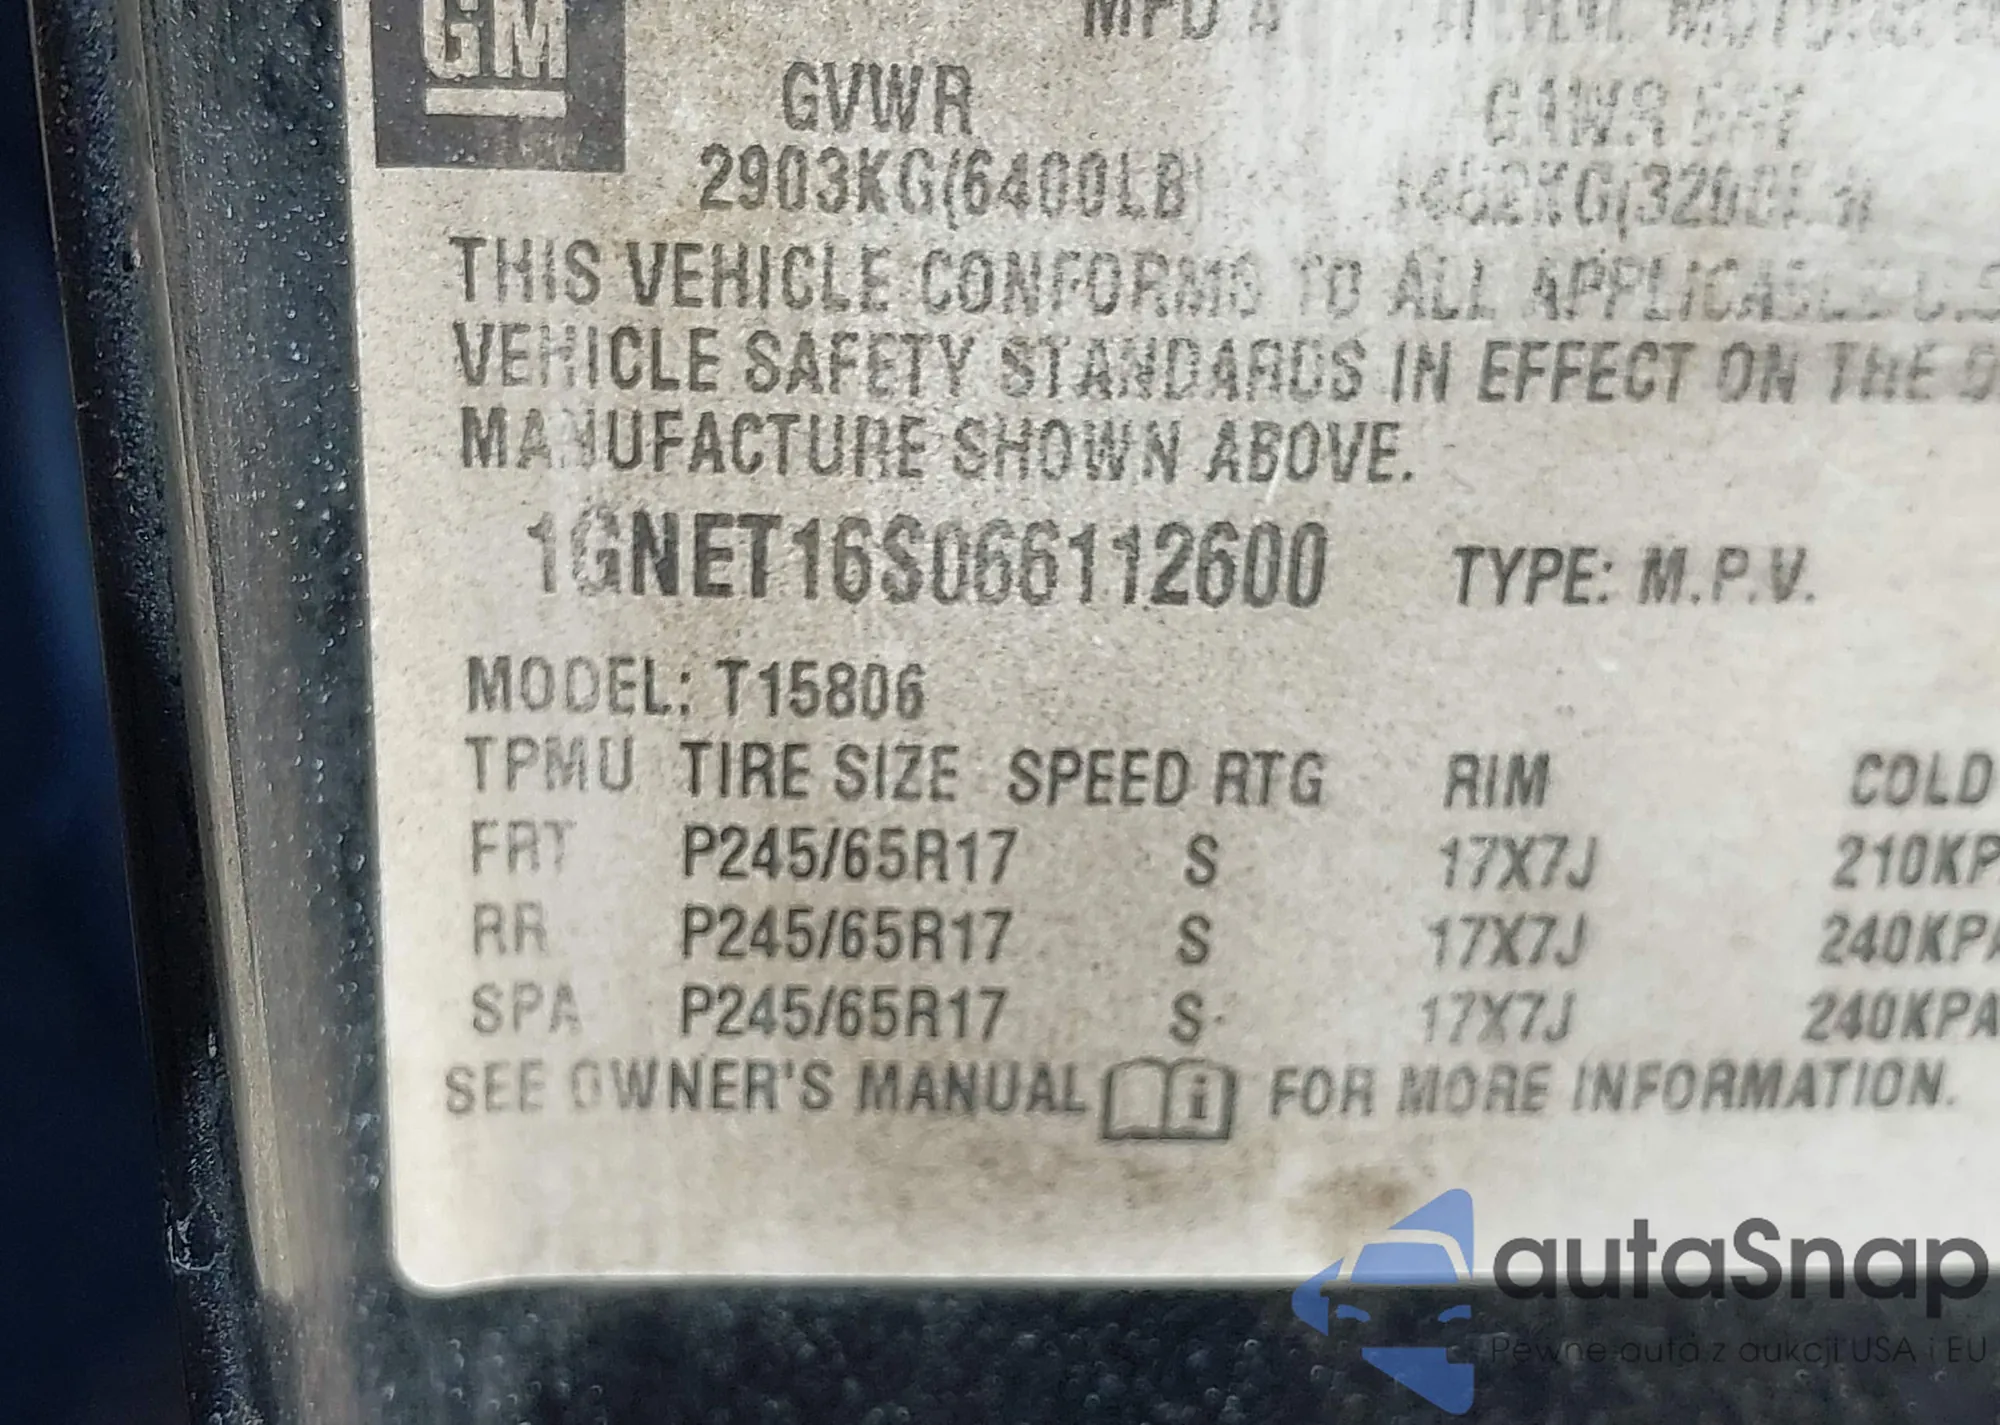 GM
GVWR
2903KG(6400LB)
THIS VEHICLE CONFORMS TO ALL APPLICABLE U.S
VEHICLE SAFETY STANDARDS IN EFFECT ON THE D
MANUFACTURE SHOWN ABOVE.
1GNET16S066112600 TYPE: M.P.V.
MODEL: T15806
TPMU TIRE SIZE SPEED RTG RIM COLD
FRT P245/65R17 S 17X7J 210KPA
RR P245/65R17 S 17X7J 240KPA
SPA P245/65R17 S 17X7J 240KPA
SEE OWNER'S MANUAL i FOR MORE INFORMATION.
autaSnap
Pewne auta z aukcji USA i EU